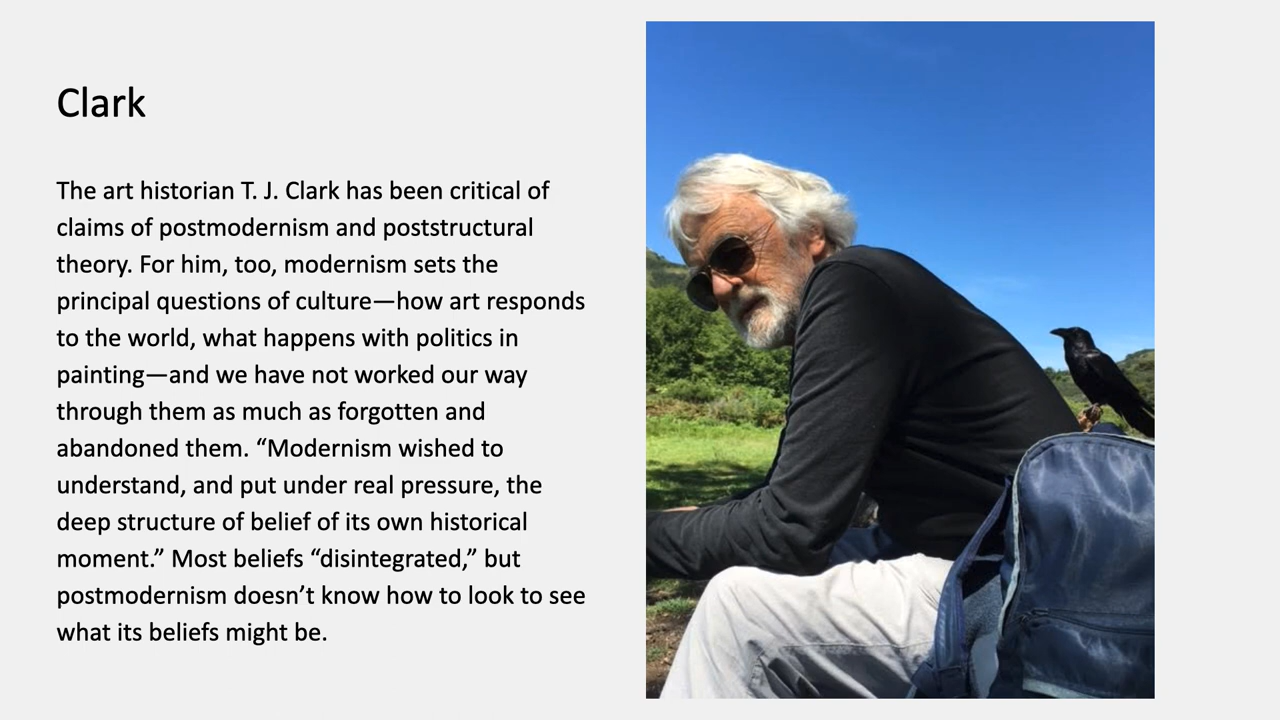 Clark
The art historian T. J. Clark has been critical of
claims of postmodernism and poststructural
theory. For him, too, modernism sets the
principal questions of culture—how art responds
to the world, what happens with politics in
painting—and we have not worked our way
through them as much as forgotten and
abandoned them. “Modernism wished to
understand, and put under real pressure, the
deep structure of belief of its own historical
moment.” Most beliefs “disintegrated,” but
postmodernism doesn’t know how to look to see
what its beliefs might be.